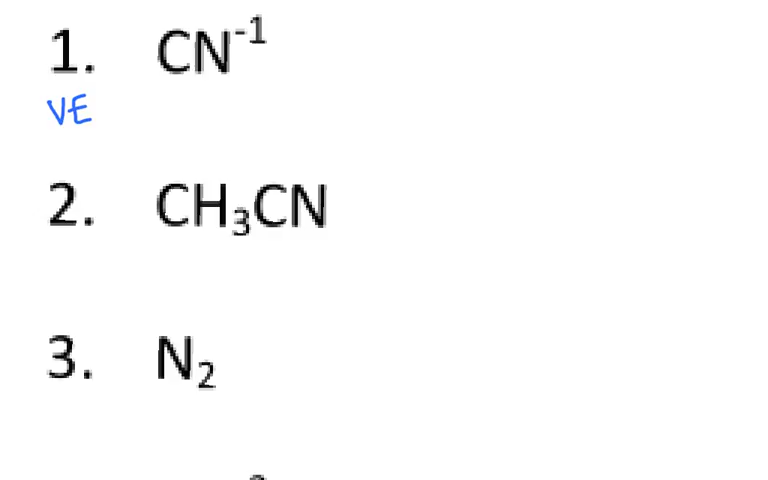 1. CN⁻¹
VE
2. CH₃CN
3. N₂